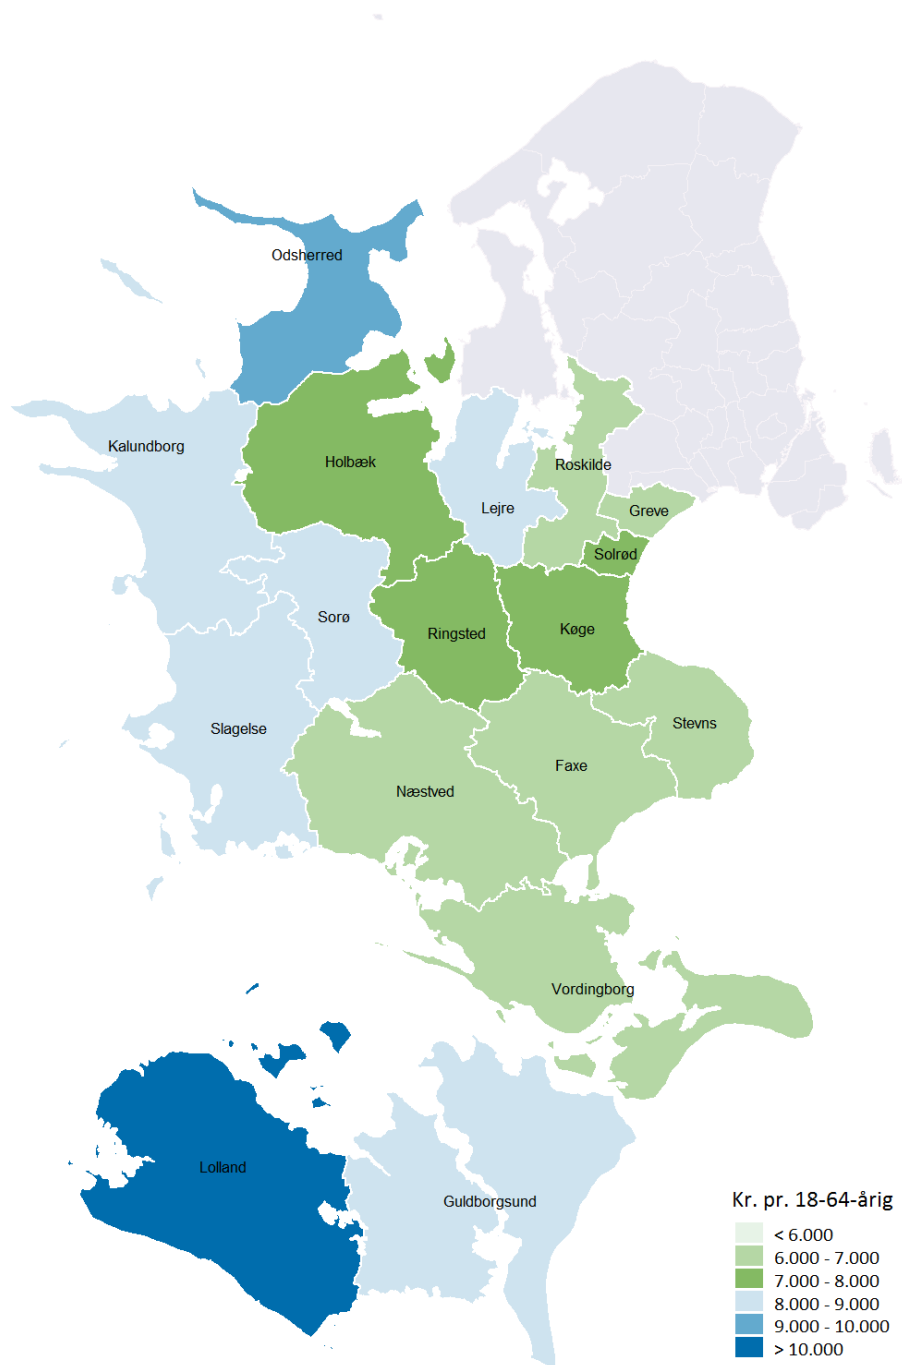 Odsherred
Kalundborg
Holbæk
Roskilde
Lejre
Greve
Solrød
Sorø
Ringsted
Køge
Slagelse
Stevns
Faxe
Næstved
Vordingborg
Lolland
Guldborgsund
Kr. pr. 18-64-årig
< 6.000
6.000 - 7.000
7.000 - 8.000
8.000 - 9.000
9.000 - 10.000
> 10.000